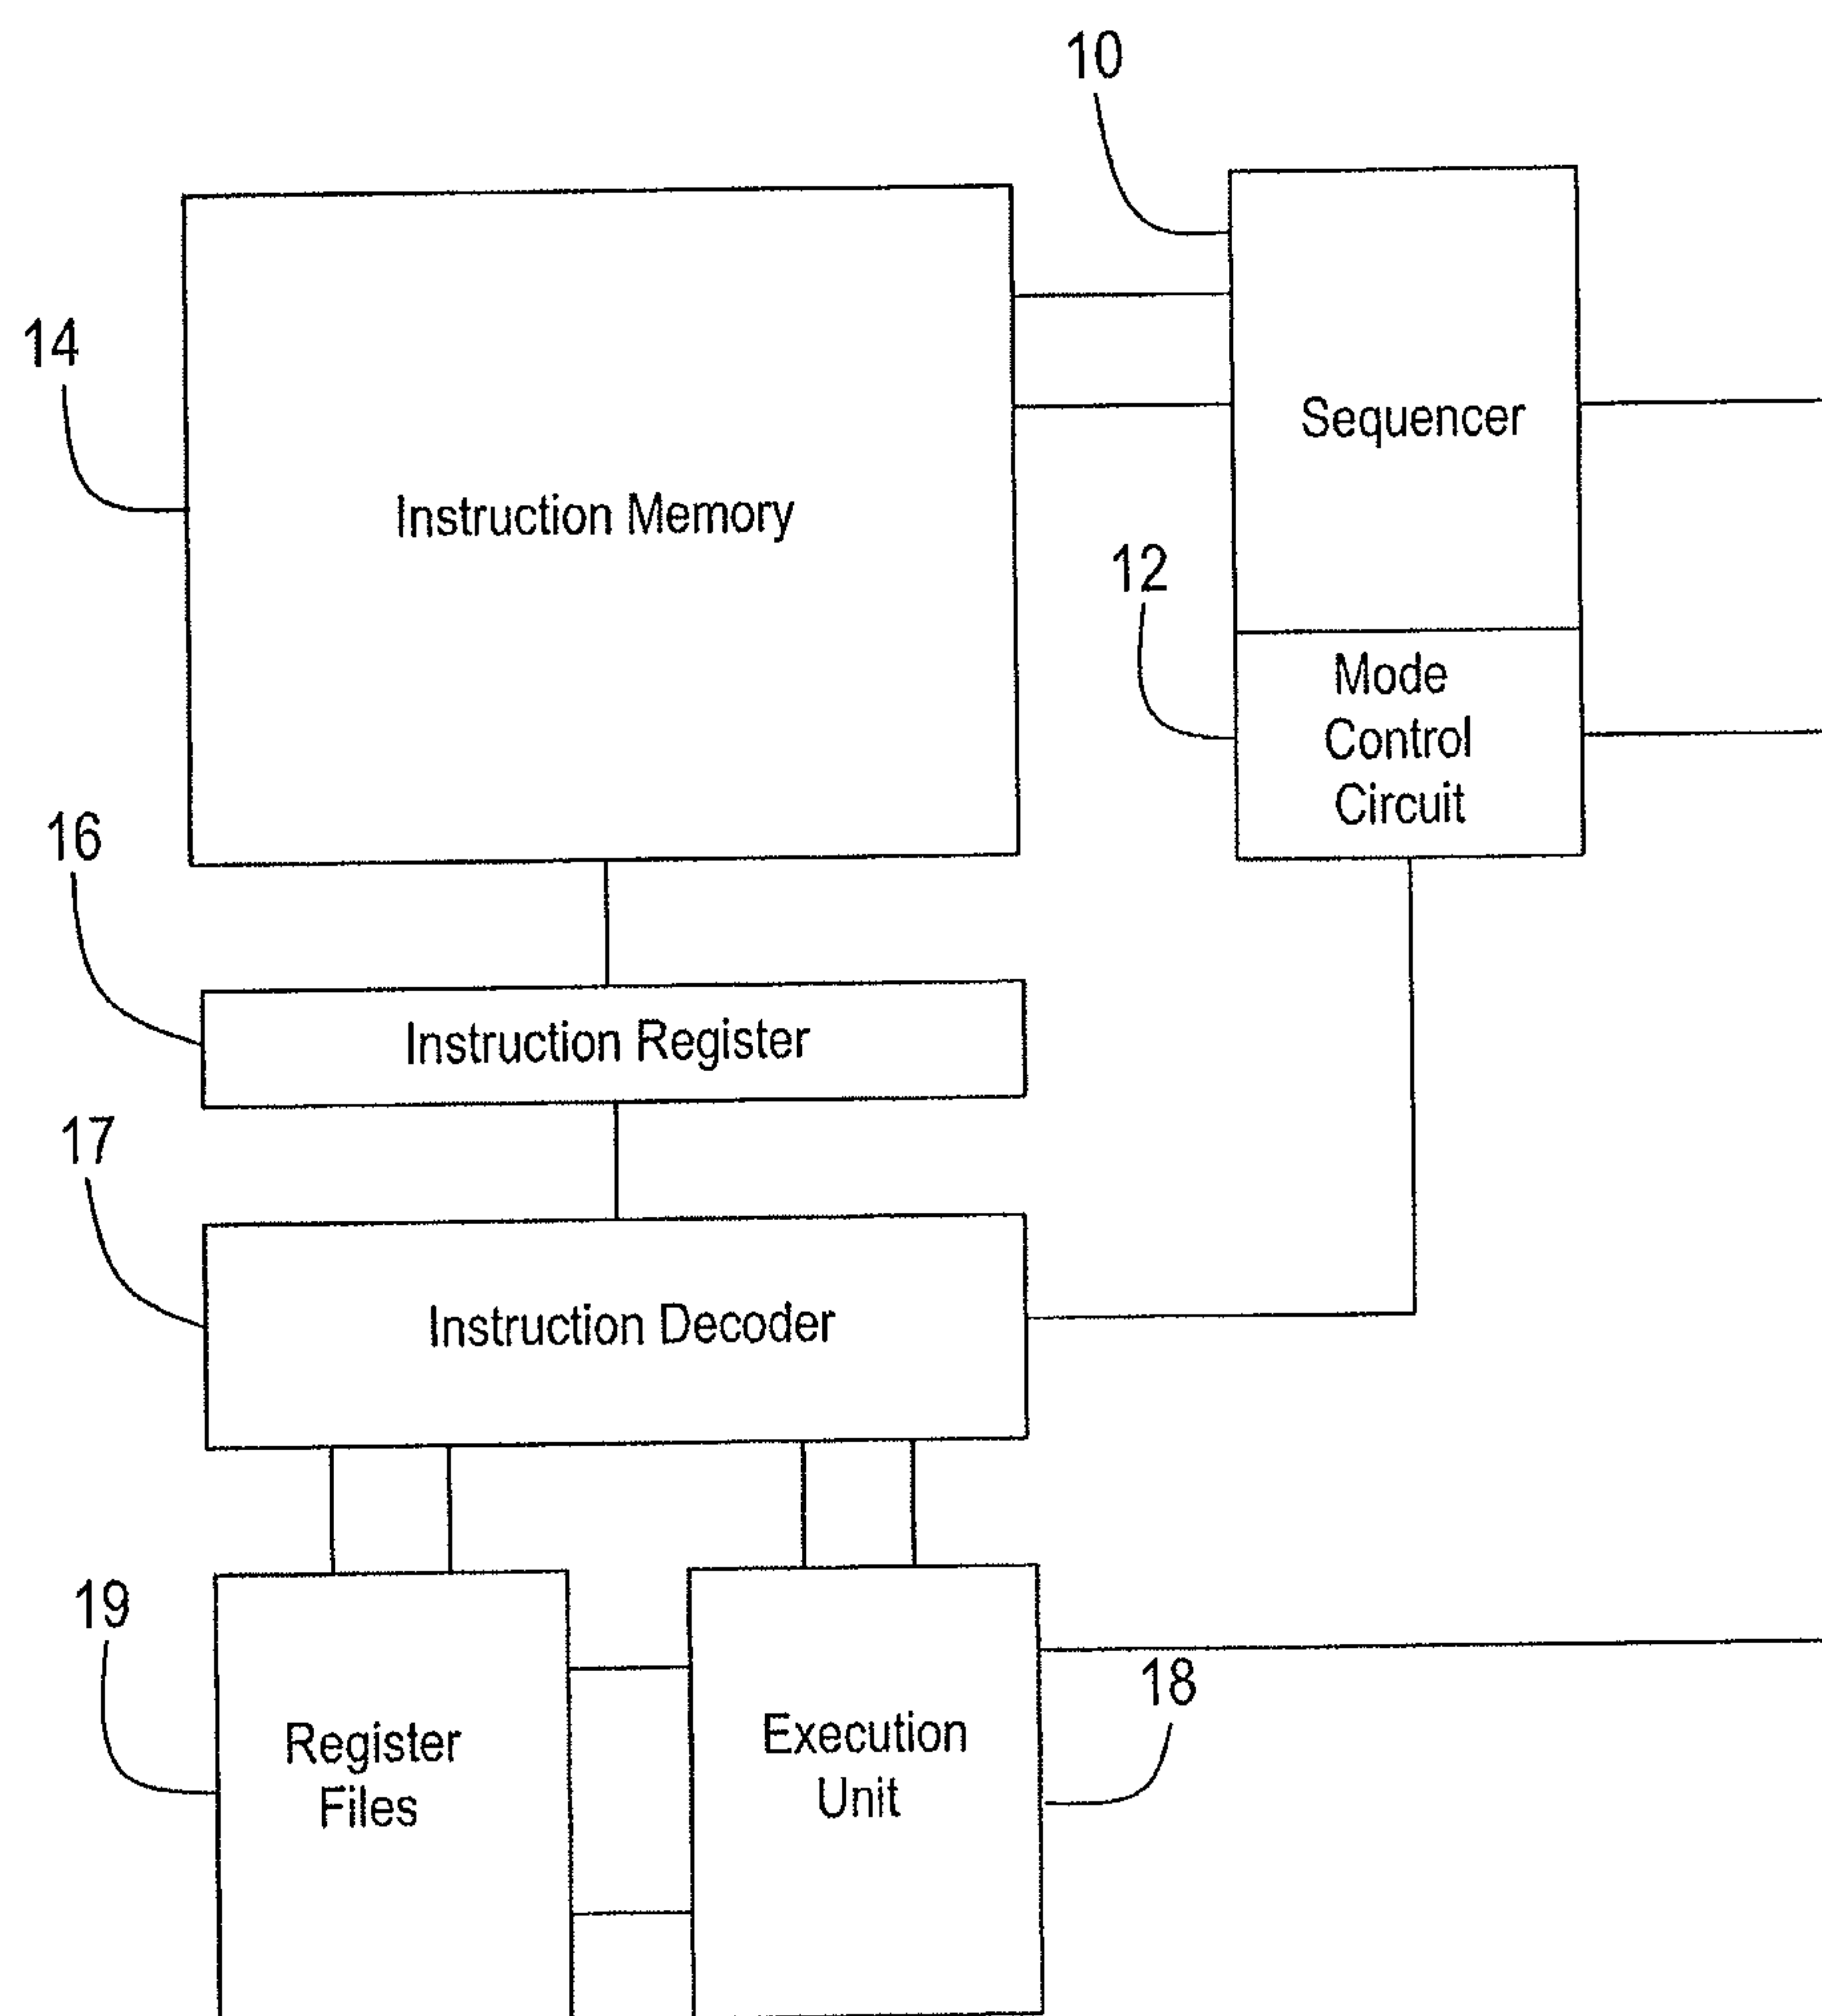 10
14
Instruction Memory
Sequencer
12
Mode
Control
Circuit
16
Instruction Register
17
Instruction Decoder
19
Register
Files
Execution
Unit
18